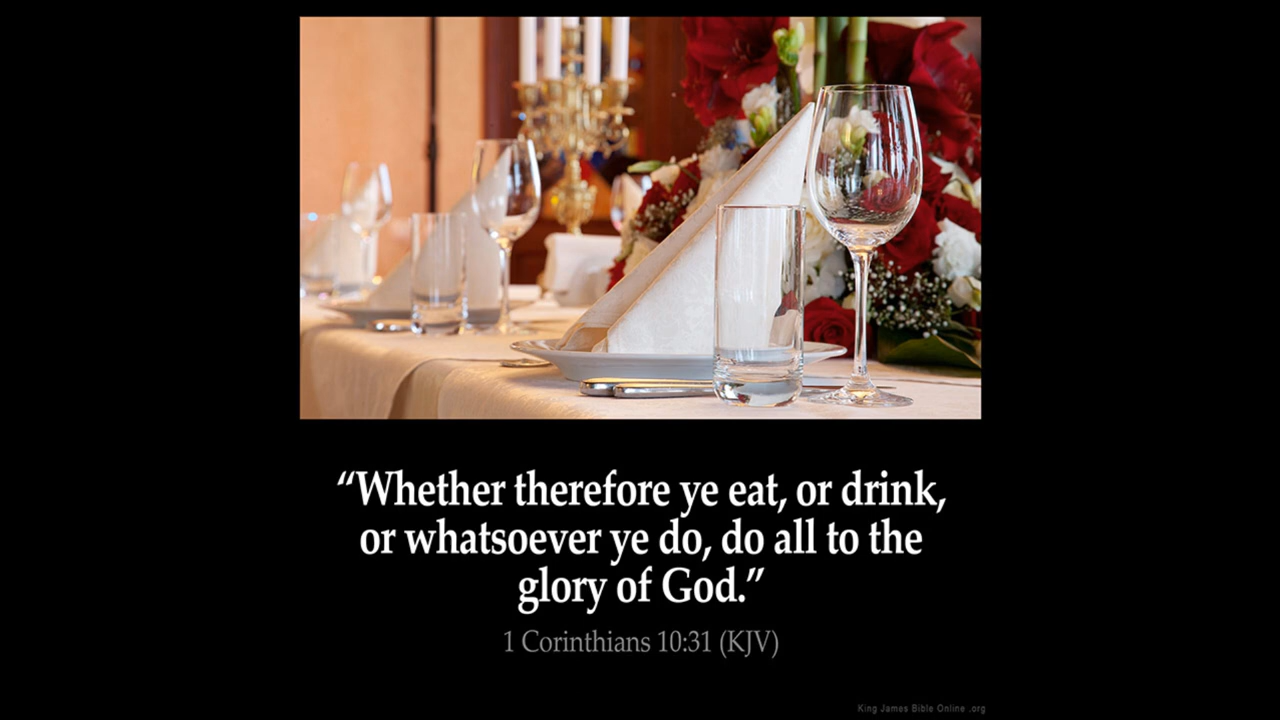 “Whether therefore ye eat, or drink,
or whatsoever ye do, do all to the
glory of God.”
1 Corinthians 10:31 (KJV)
King James Bible Online .org